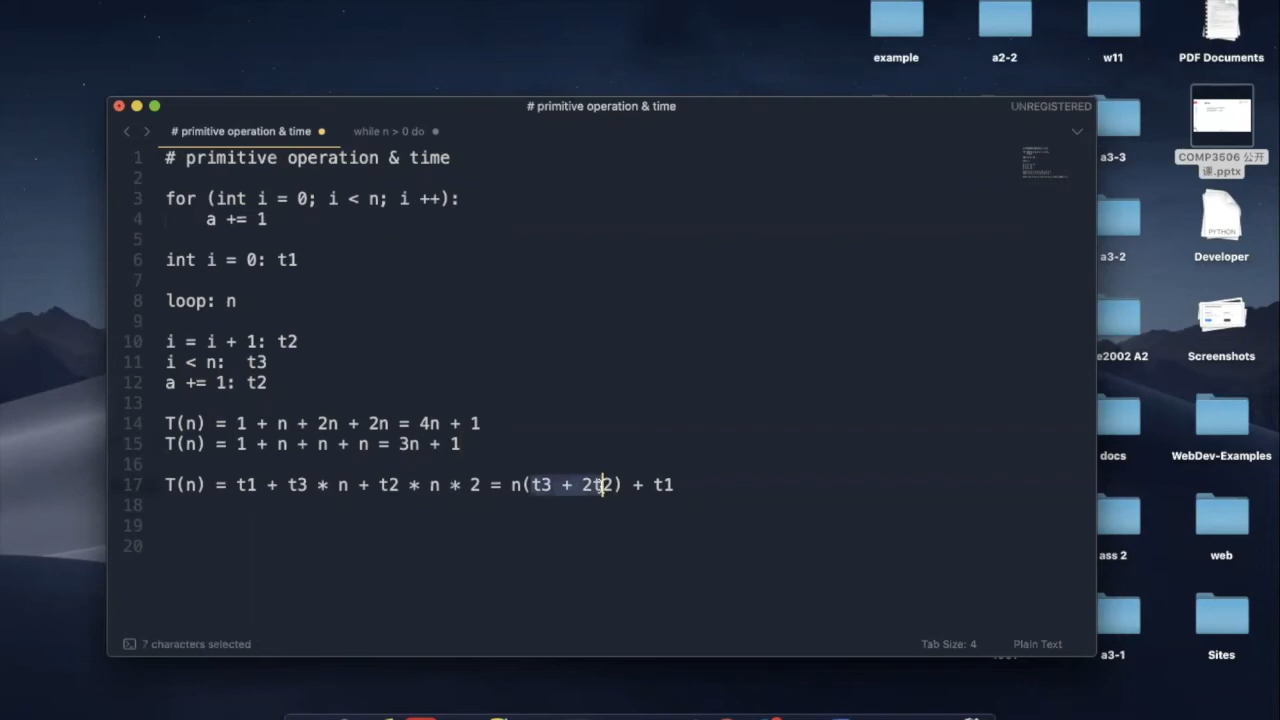 example
a2-2
w11
PDF Documents
# primitive operation & time
UNREGISTERED
# primitive operation & time
while n > 0 do
1 # primitive operation & time
2
3 for (int i = 0; i < n; i ++):
4 a += 1
5
6 int i = 0: t1
7
8 loop: n
9
10 i = i + 1: t2
11 i < n: t3
12 a += 1: t2
13
14 T(n) = 1 + n + 2n + 2n = 4n + 1
15 T(n) = 1 + n + n + n = 3n + 1
16
17 T(n) = t1 + t3 * n + t2 * n * 2 = n(t3 + 2t2) + t1
18
19
20
7 characters selected
Tab Size: 4
Plain Text
a3-3
COMP3506 公开
课.pptx
PYTHON
a3-2
Developer
e2002 A2
Screenshots
docs
WebDev-Examples
ass 2
web
a3-1
Sites